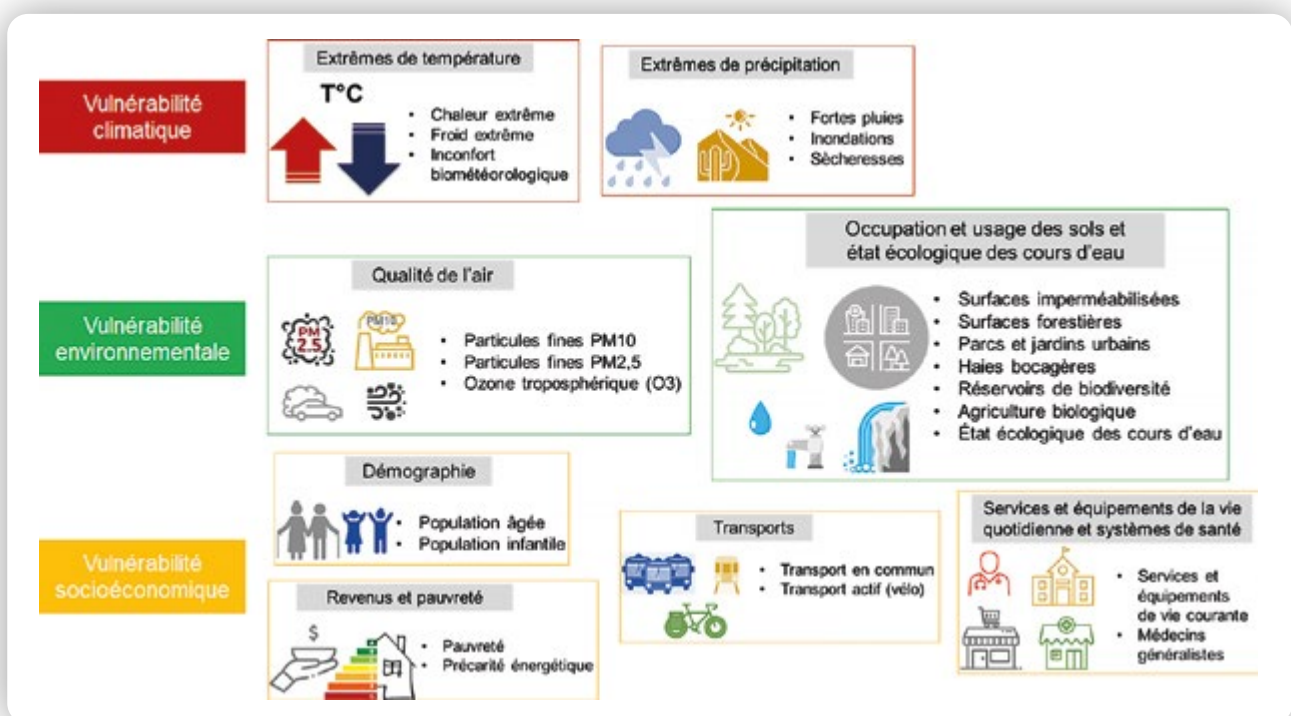 Vulnérabilité
climatique
Extrêmes de température
T°C
• Chaleur extrême
• Froid extrême
• Inconfort
biométéorologique
Extrêmes de précipitation
• Fortes pluies
• Inondations
• Sècheresses
Vulnérabilité
environnementale
Qualité de l'air
PM
2.5
PM10
• Particules fines PM10
• Particules fines PM2,5
• Ozone troposphérique (O3)
Occupation et usage des sols et
état écologique des cours d'eau
• Surfaces imperméabilisées
• Surfaces forestières
• Parcs et jardins urbains
• Haies bocagères
• Réservoirs de biodiversité
• Agriculture biologique
• État écologique des cours d'eau
Vulnérabilité
socioéconomique
Démographie
• Population âgée
• Population infantile
Revenus et pauvreté
$
• Pauvreté
• Précarité énergétique
Transports
• Transport en commun
• Transport actif (vélo)
Services et équipements de la vie
quotidienne et systèmes de santé
• Services et
équipements
de vie courante
• Médecins
généralistes